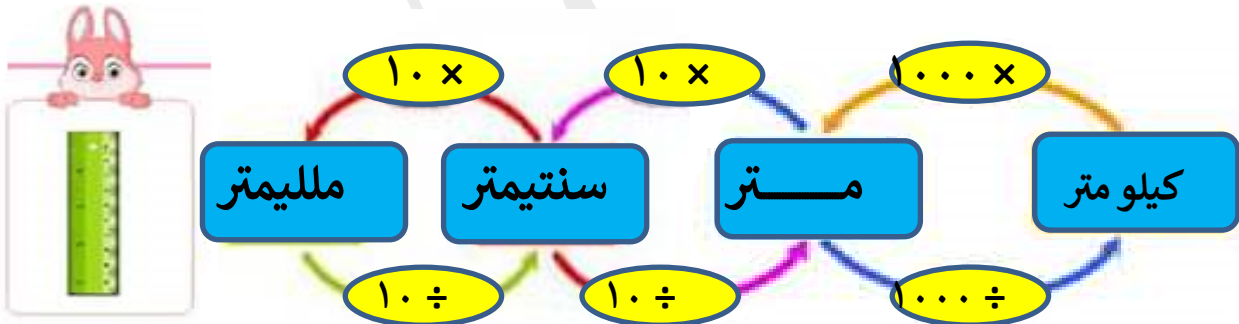 ١٠٠٠ ×
١٠ ×
١٠ ×
كيلو متر
مـــــتر
سنتيمتر
ملليمتر
١٠٠٠ ÷
١٠ ÷
١٠ ÷